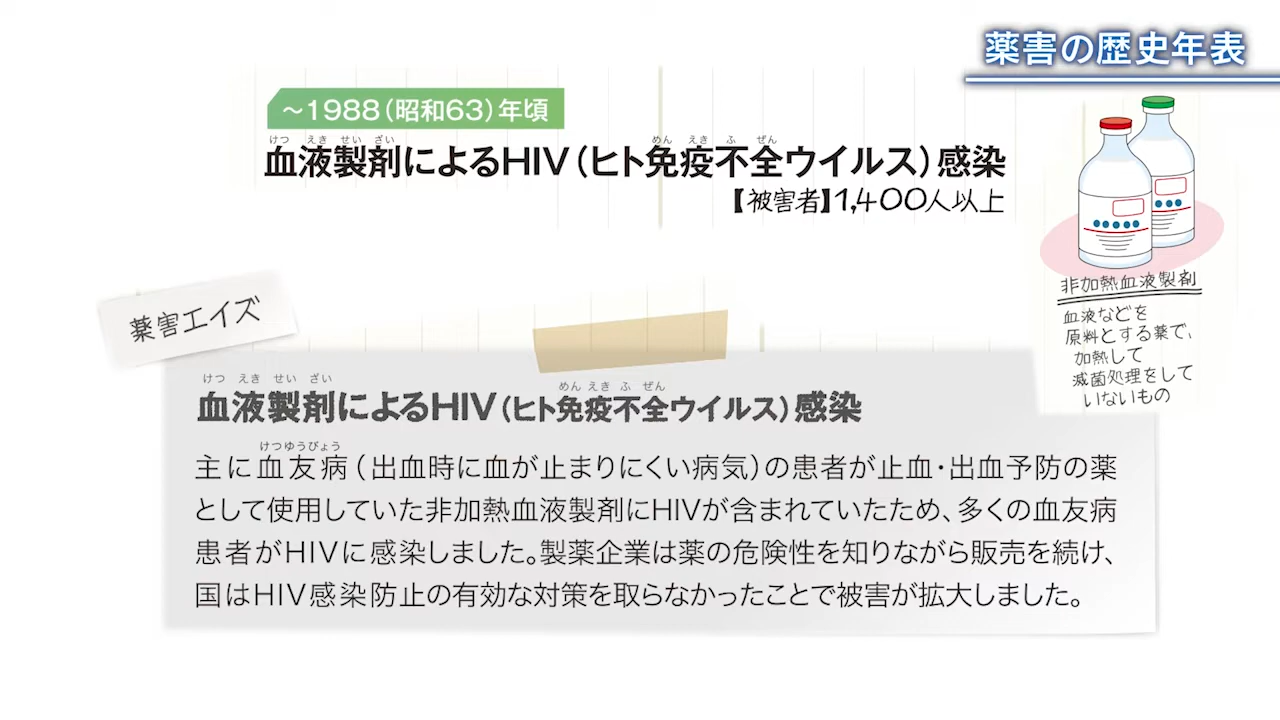 薬害の歴史年表
～1988（昭和63）年頃
けつ えき せい ざい めん えき ふ ぜん
血液製剤によるHIV（ヒト免疫不全ウイルス）感染
【被害者】1,400人以上
非加熱血液製剤
血液などを
原料とする薬で、
加熱して
滅菌処理をして
いないもの
薬害エイズ
けつ えき せい ざい めん えき ふ ぜん
血液製剤によるHIV（ヒト免疫不全ウイルス）感染
けつゆうびょう
主に血友病（出血時に血が止まりにくい病気）の患者が止血・出血予防の薬
として使用していた非加熱血液製剤にHIVが含まれていたため、多くの血友病
患者がHIVに感染しました。製薬企業は薬の危険性を知りながら販売を続け、
国はHIV感染防止の有効な対策を取らなかったことで被害が拡大しました。